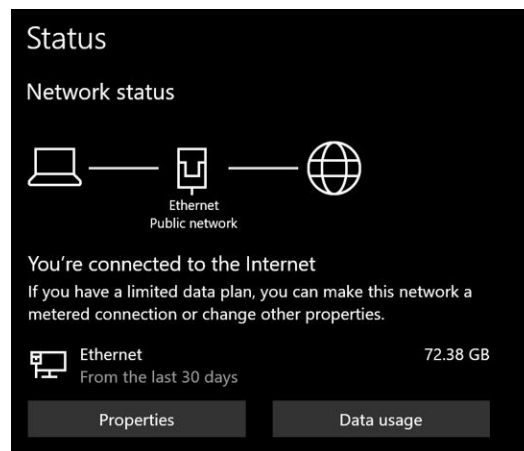 Status
Network status
Ethernet
Public network
You're connected to the Internet
If you have a limited data plan, you can make this network a
metered connection or change other properties.
Ethernet 72.38 GB
From the last 30 days
Properties Data usage